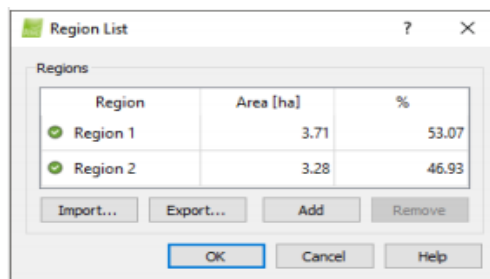 Region List ? ×
Regions
Region Area [ha] %
Region 1 3.71 53.07
Region 2 3.28 46.93
Import... Export... Add Remove
OK Cancel Help